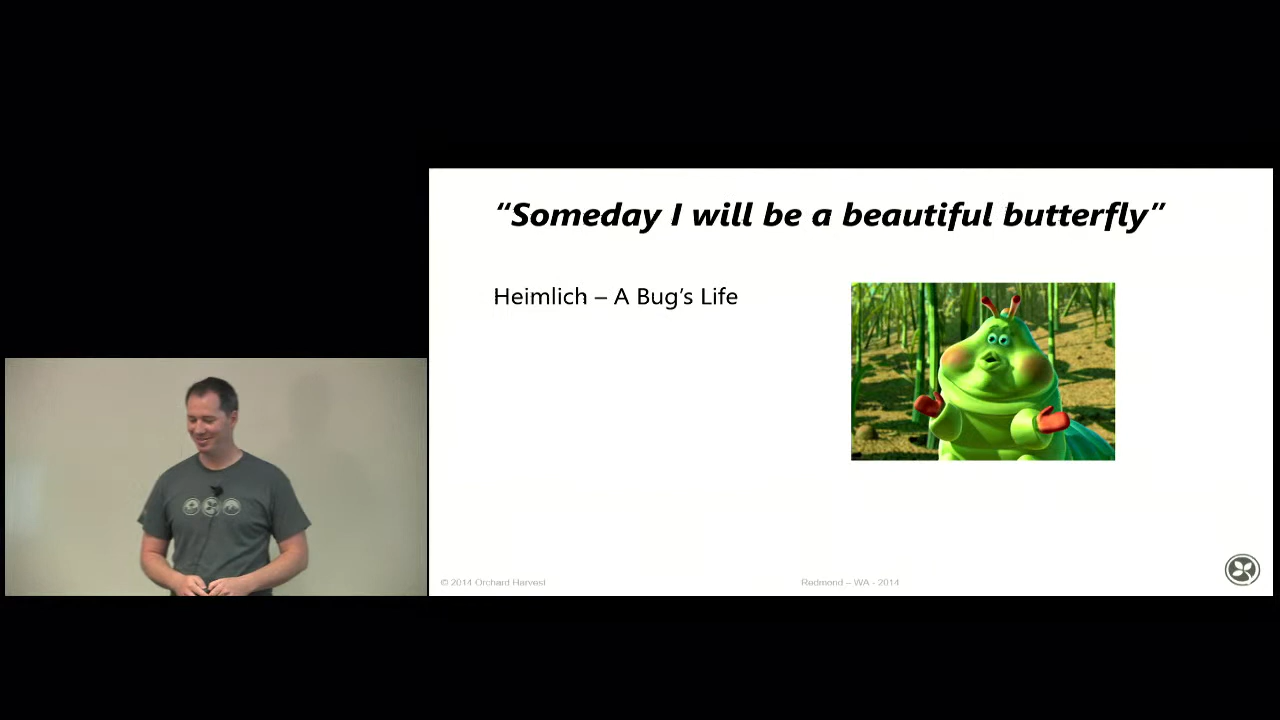 “Someday I will be a beautiful butterfly”
Heimlich – A Bug’s Life
© 2014 Orchard Harvest
Redmond – WA - 2014